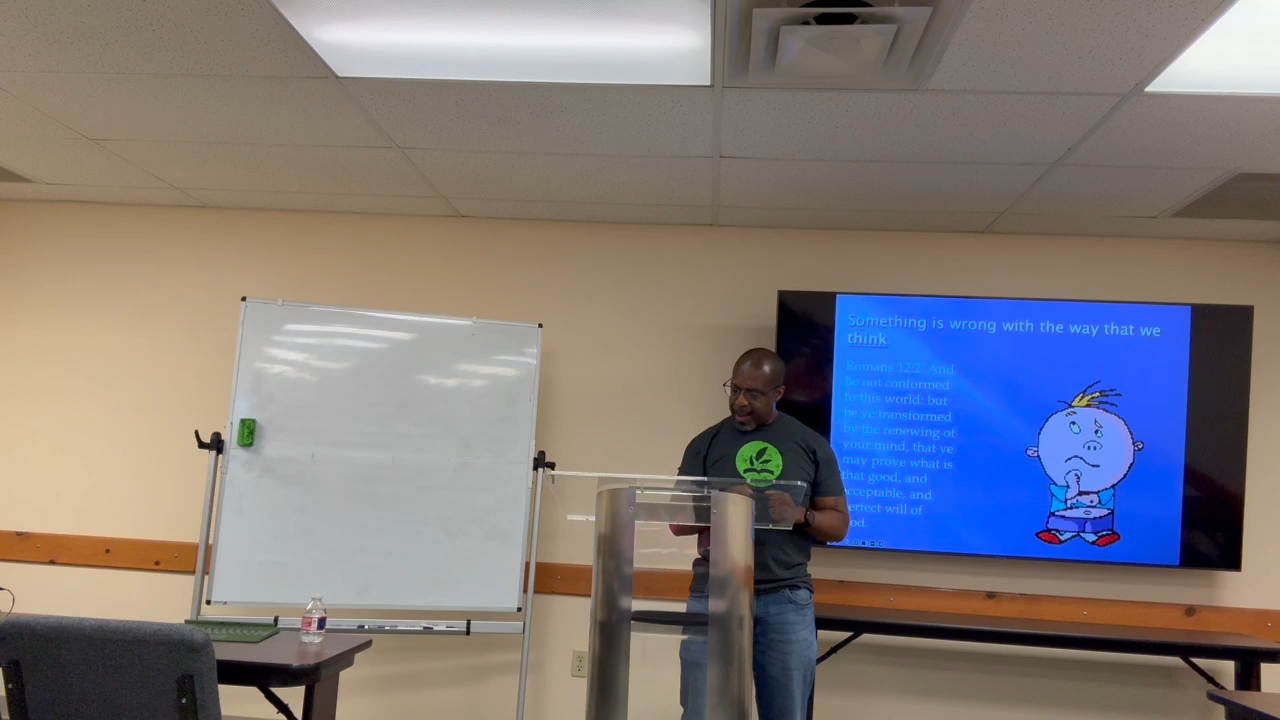 Something is wrong with the way that we
think
Romans 12:2 And
be not conformed
to this world: but
be ye transformed
by the renewing of
your mind, that ye
may prove what is
that good, and
acceptable, and
perfect will of
God.